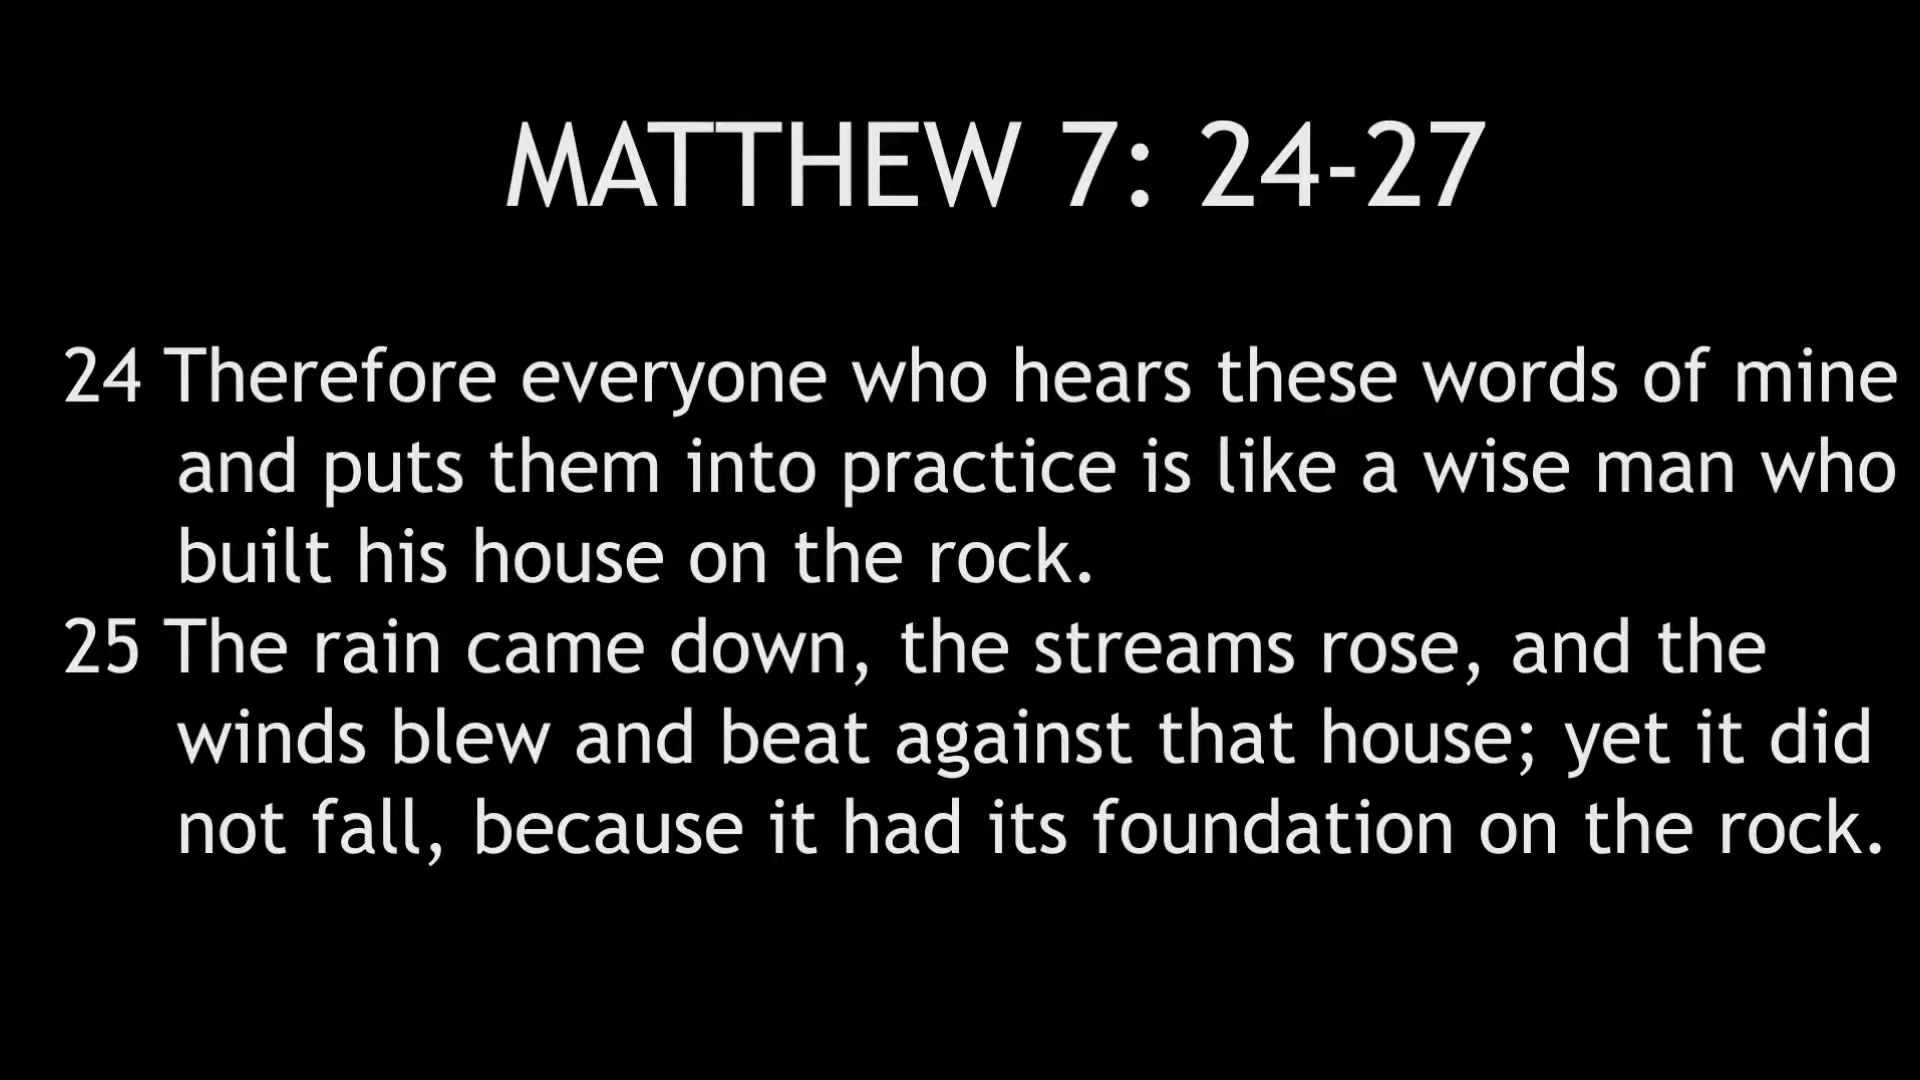 MATTHEW 7: 24-27
24 Therefore everyone who hears these words of mine
and puts them into practice is like a wise man who
built his house on the rock.
25 The rain came down, the streams rose, and the
winds blew and beat against that house; yet it did
not fall, because it had its foundation on the rock.